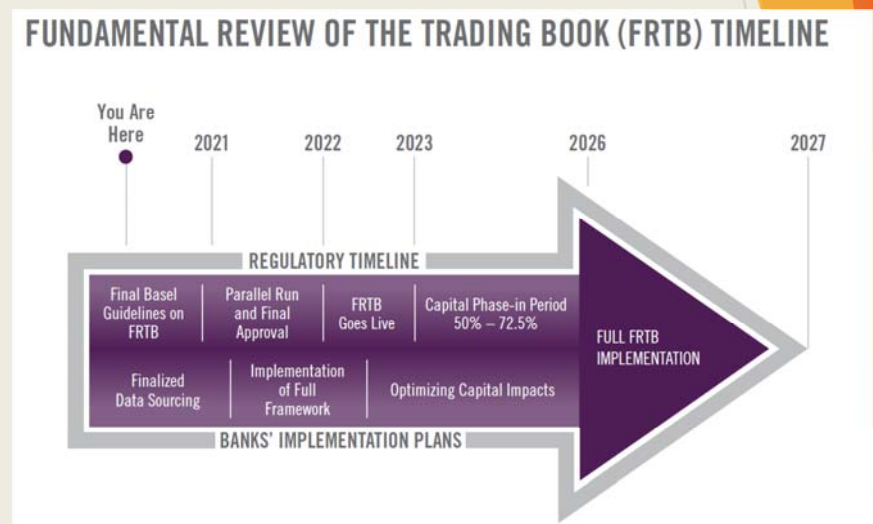 FUNDAMENTAL REVIEW OF THE TRADING BOOK (FRTB) TIMELINE
You Are
Here
2021
2022
2023
2026
2027
REGULATORY TIMELINE
Final Basel
Guidelines on
FRTB
Parallel Run
and Final
Approval
FRTB
Goes Live
Capital Phase-in Period
50% – 72.5%
FULL FRTB
IMPLEMENTATION
Finalized
Data Sourcing
Implementation
of Full
Framework
Optimizing Capital Impacts
BANKS' IMPLEMENTATION PLANS